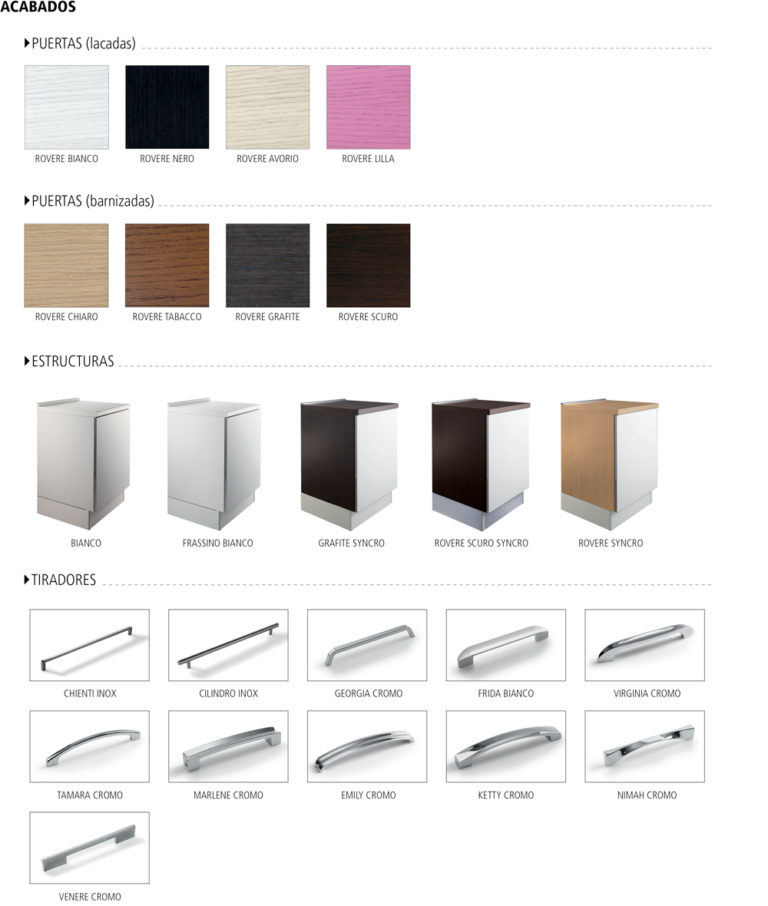 ACABADOS
PUERTAS (lacadas)
ROVERE BIANCO
ROVERE NERO
ROVERE AVORIO
ROVERE LILLA
PUERTAS (barnizadas)
ROVERE CHIARO
ROVERE TABACCO
ROVERE GRAFITE
ROVERE SCURO
ESTRUCTURAS
BIANCO
FRASSINO BIANCO
GRAFITE SYNCRO
ROVERE SCURO SYNCRO
ROVERE SYNCRO
TIRADORES
CHIENTI INOX
CILINDRO INOX
GEORGIA CROMO
FRIDA BIANCO
VIRGINIA CROMO
TAMARA CROMO
MARLENE CROMO
EMILY CROMO
KETTY CROMO
NIMAH CROMO
VENERE CROMO